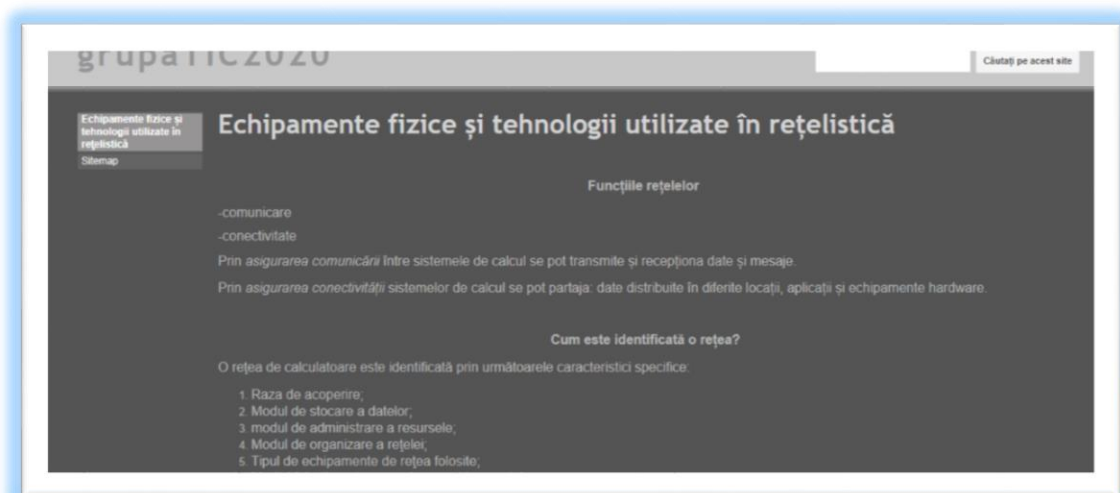 grupaTIC2020
Căutați pe acest site
Echipamente fizice și
tehnologii utilizate în
rețelistică
Sitemap
Echipamente fizice și tehnologii utilizate în rețelistică
Funcțiile rețelelor
-comunicare
-conectivitate
Prin asigurarea comunicării între sistemele de calcul se pot transmite și recepționa date și mesaje.
Prin asigurarea conectivității sistemelor de calcul se pot partaja: date distribuite în diferite locații, aplicații și echipamente hardware.
Cum este identificată o rețea?
O rețea de calculatoare este identificată prin următoarele caracteristici specifice:
1. Raza de acoperire;
2. Modul de stocare a datelor;
3. modul de administrare a resursele;
4. Modul de organizare a rețelei;
5. Tipul de echipamente de rețea folosite;